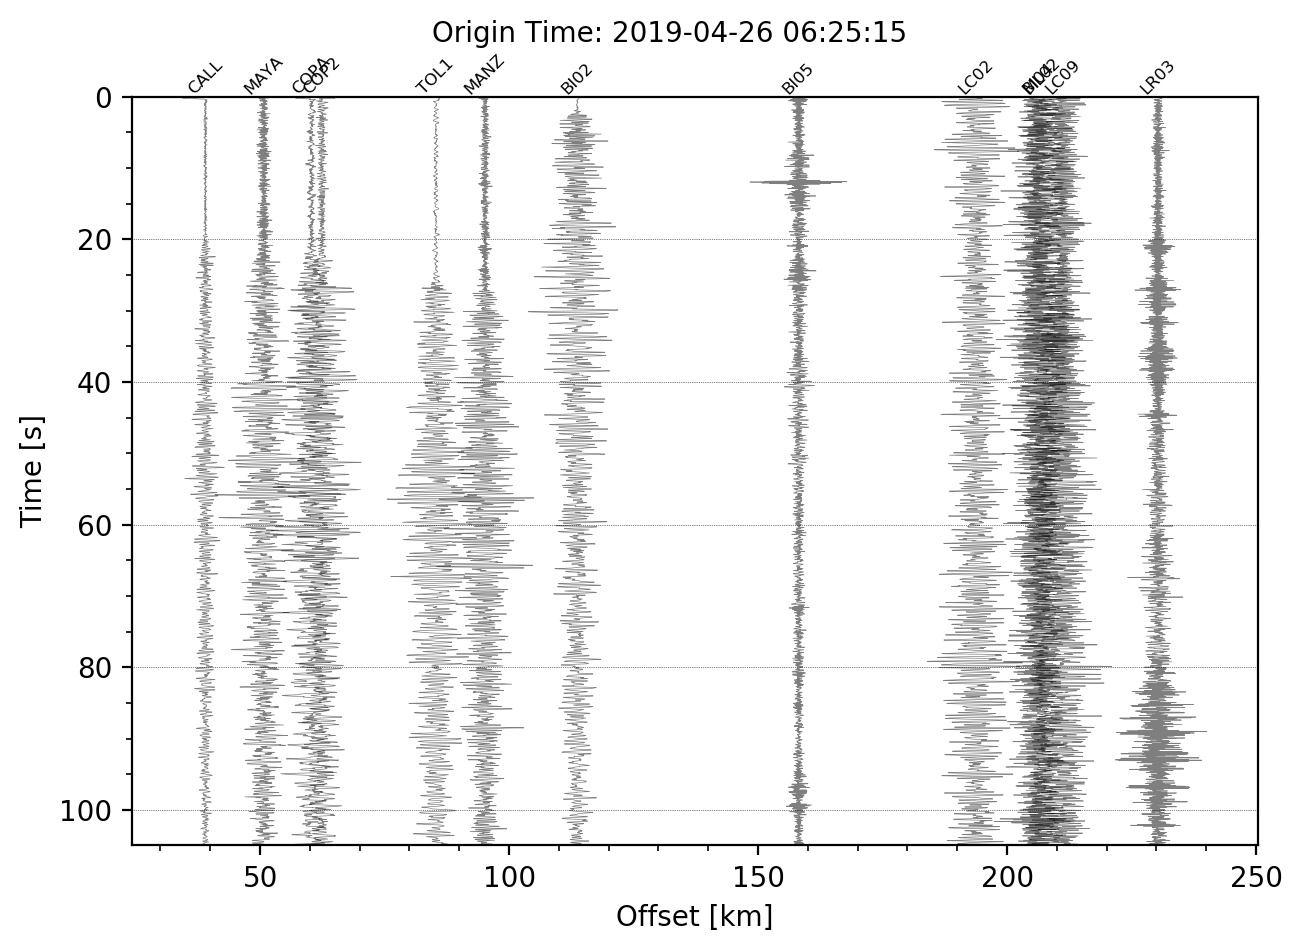 Origin Time: 2019-04-26 06:25:15
CALL MAYA COPA COP2 TOL1 MANZ BI02 BI05 LC02 LC09 LR03
0
20
40
60
80
100
Time [s]
50 100 150 200 250
Offset [km]